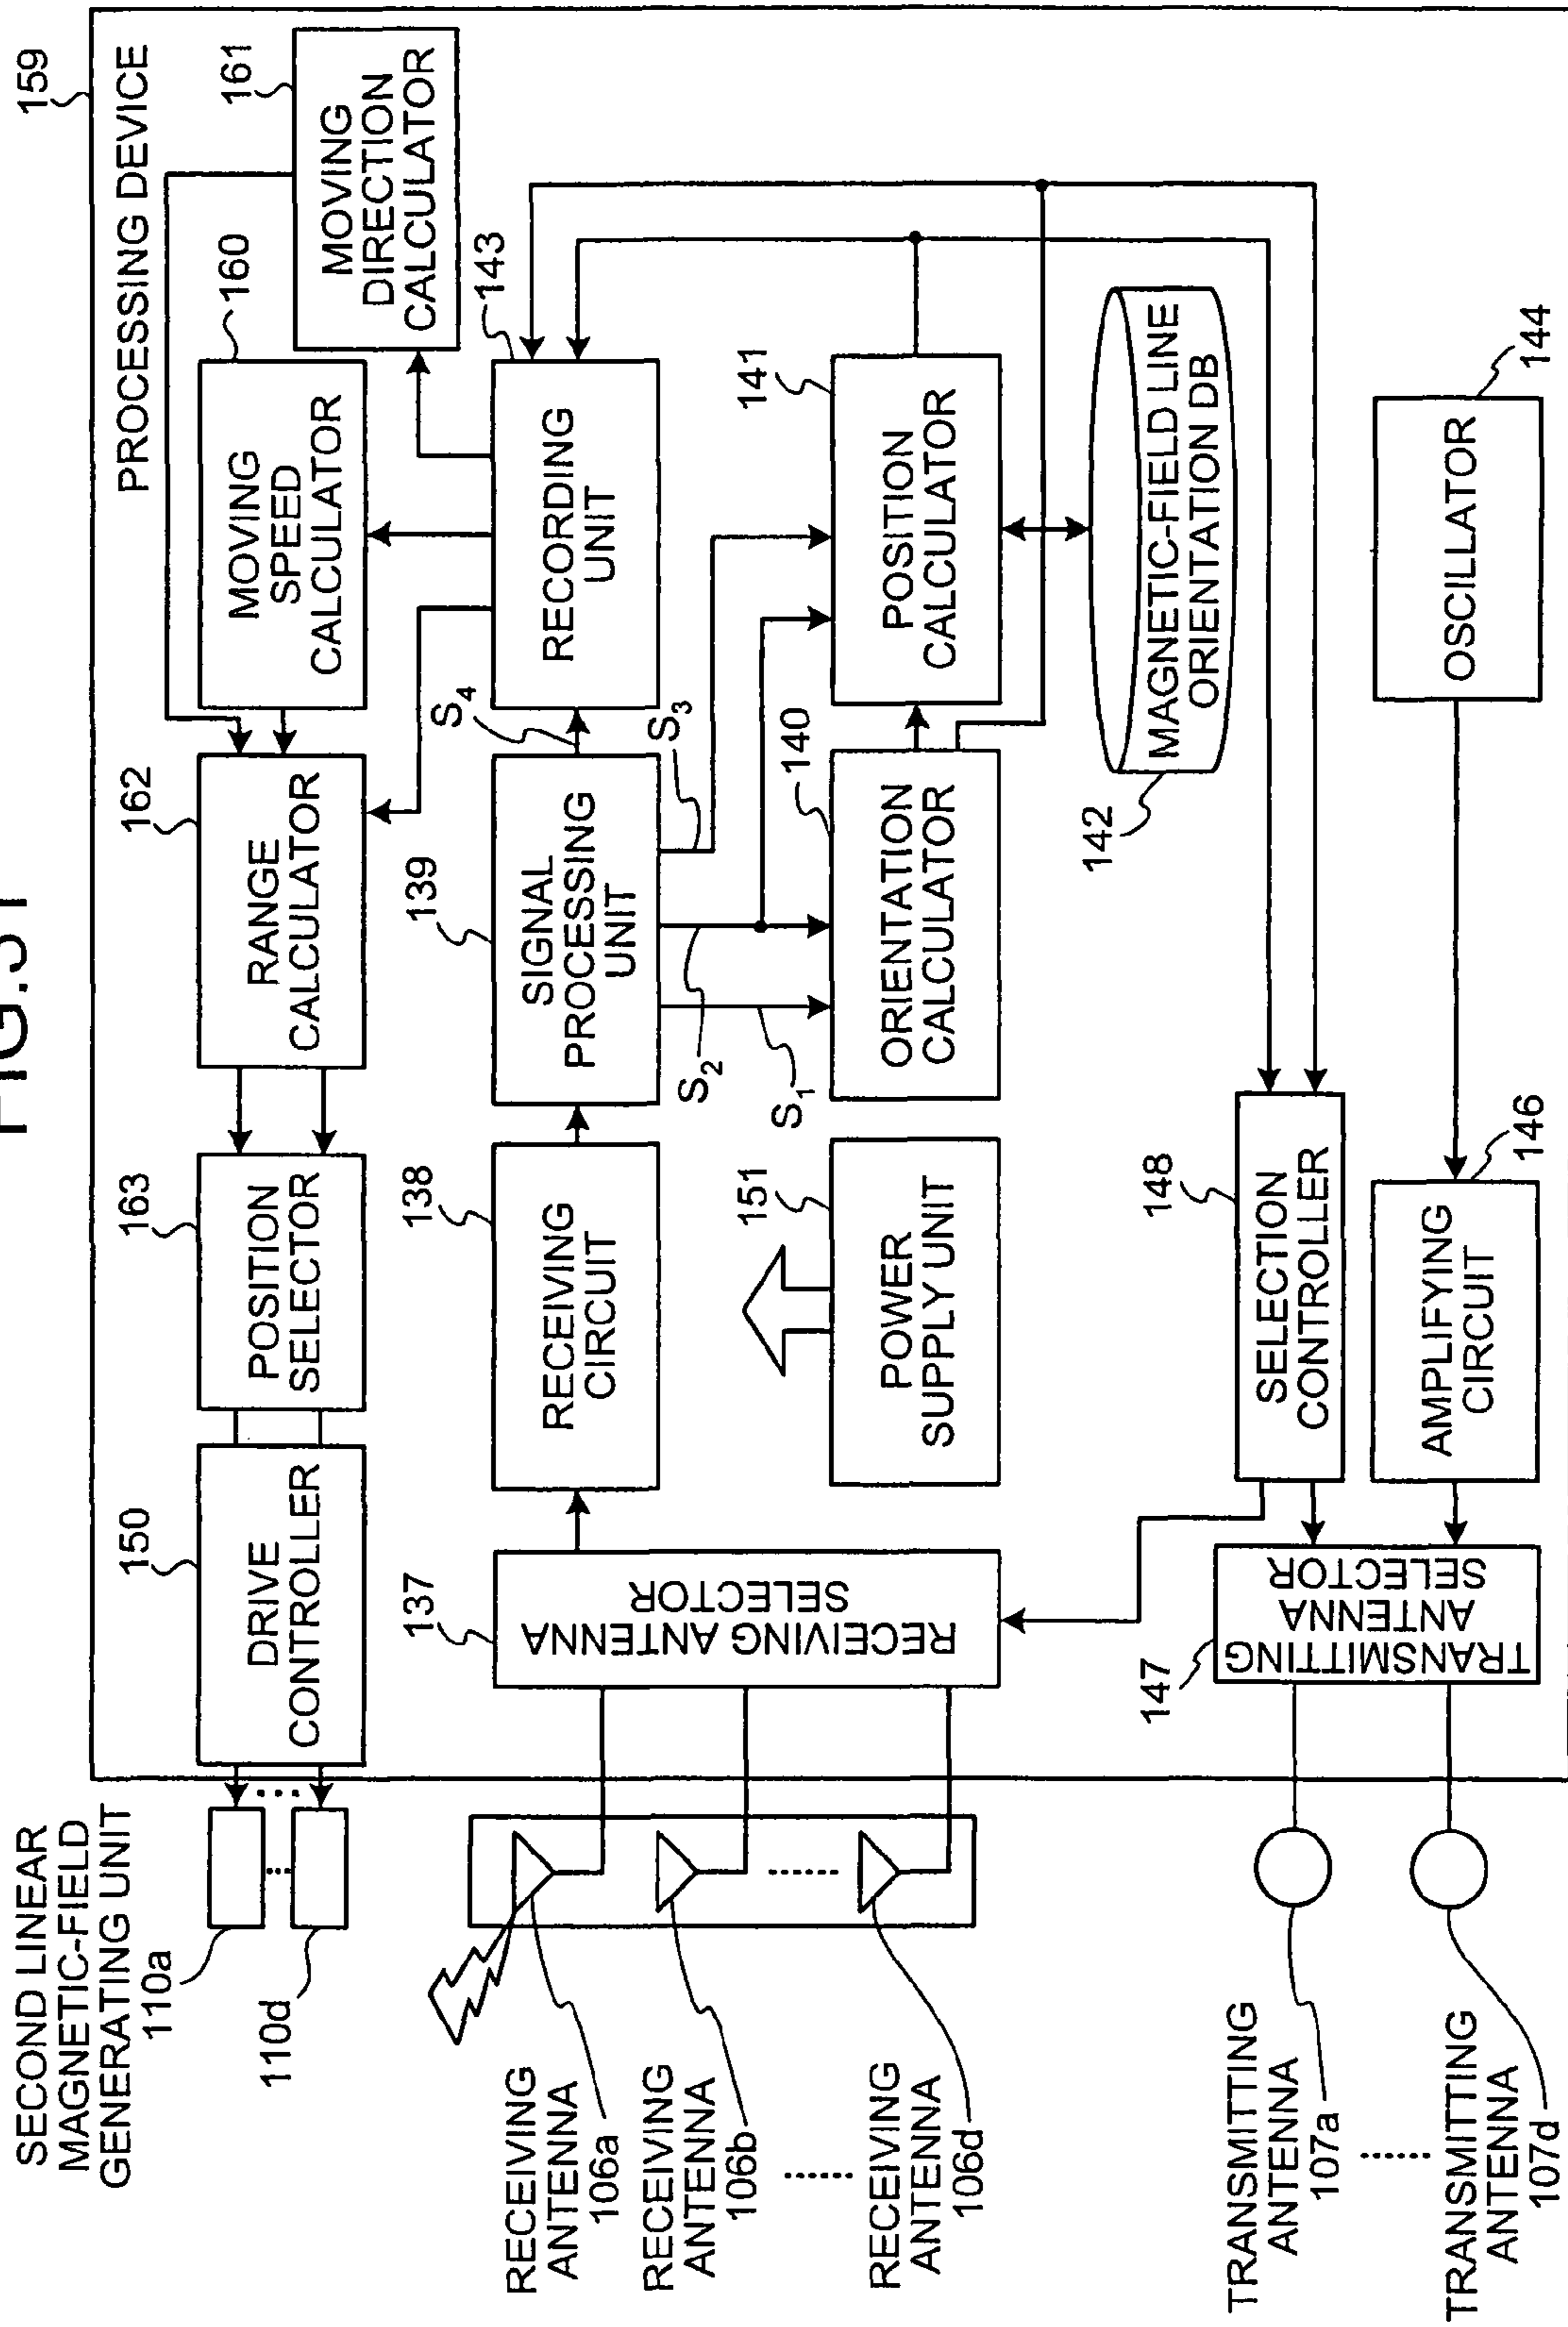 FIG.31
159
PROCESSING DEVICE
SECOND LINEAR
MAGNETIC-FIELD
GENERATING UNIT
110a
110d
150
DRIVE
CONTROLLER
163
POSITION
SELECTOR
162
RANGE
CALCULATOR
160
MOVING
SPEED
CALCULATOR
161
MOVING
DIRECTION
CALCULATOR
RECEIVING
ANTENNA
106a
RECEIVING
ANTENNA
106b
RECEIVING
ANTENNA
106d
137
RECEIVING ANTENNA
SELECTOR
138
RECEIVING
CIRCUIT
139
SIGNAL
PROCESSING
UNIT
S4
143
RECORDING
UNIT
S3
S2
S1
151
POWER
SUPPLY UNIT
140
ORIENTATION
CALCULATOR
141
POSITION
CALCULATOR
142
MAGNETIC-FIELD LINE
ORIENTATION DB
TRANSMITTING
ANTENNA
107a
TRANSMITTING
ANTENNA
107d
147
TRANSMITTING
ANTENNA
SELECTOR
148
SELECTION
CONTROLLER
146
AMPLIFYING
CIRCUIT
144
OSCILLATOR